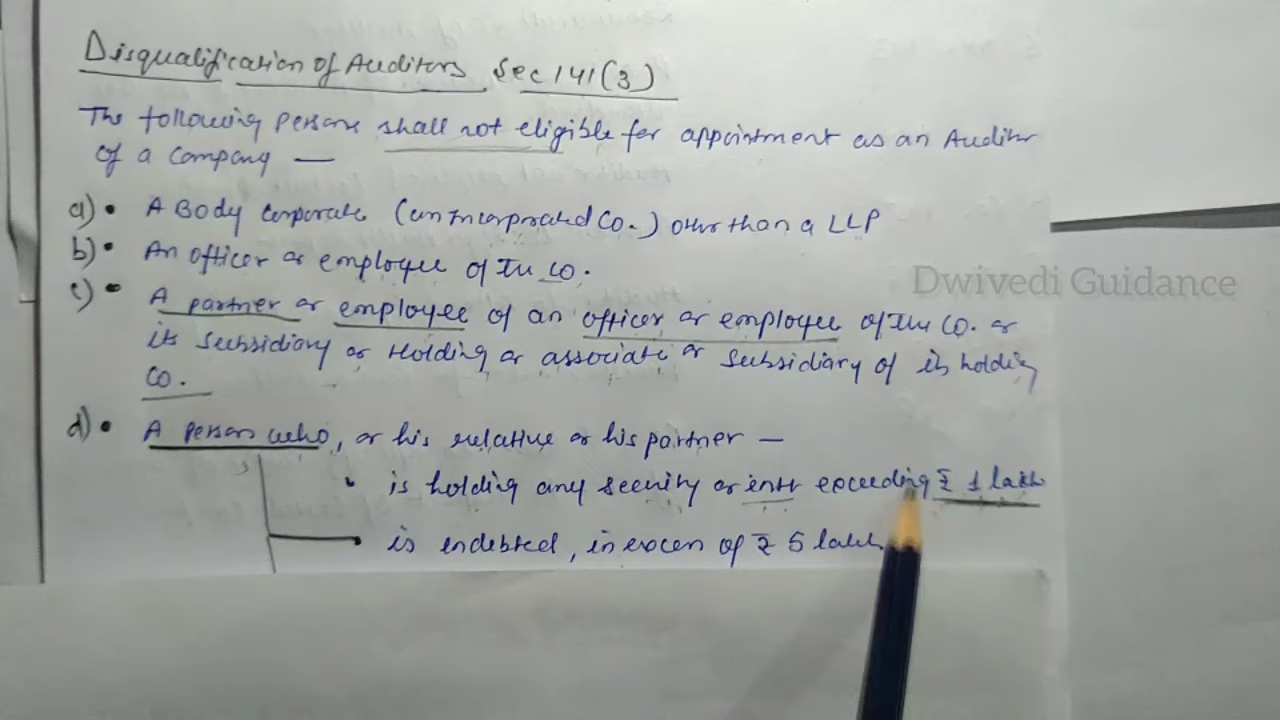 Disqualification of Auditors Sec 141(3)
The following Persons shall not eligible for appointment as an Auditor
of a Company —
a) • A Body Corporate (an Incorporated Co.) other than a LLP
b) • An officer or employee of The CO.
c) • A partner or employee of an officer or employee of The CO. or
its Subsidiary or Holding or associate or Subsidiary of its holding
CO.
Dwivedi Guidance
d) • A Person who, or his relative or his partner —
• is holding any security or intt exceeding ₹ 1 lakh
• is indebted, in excess of ₹ 5 lakh